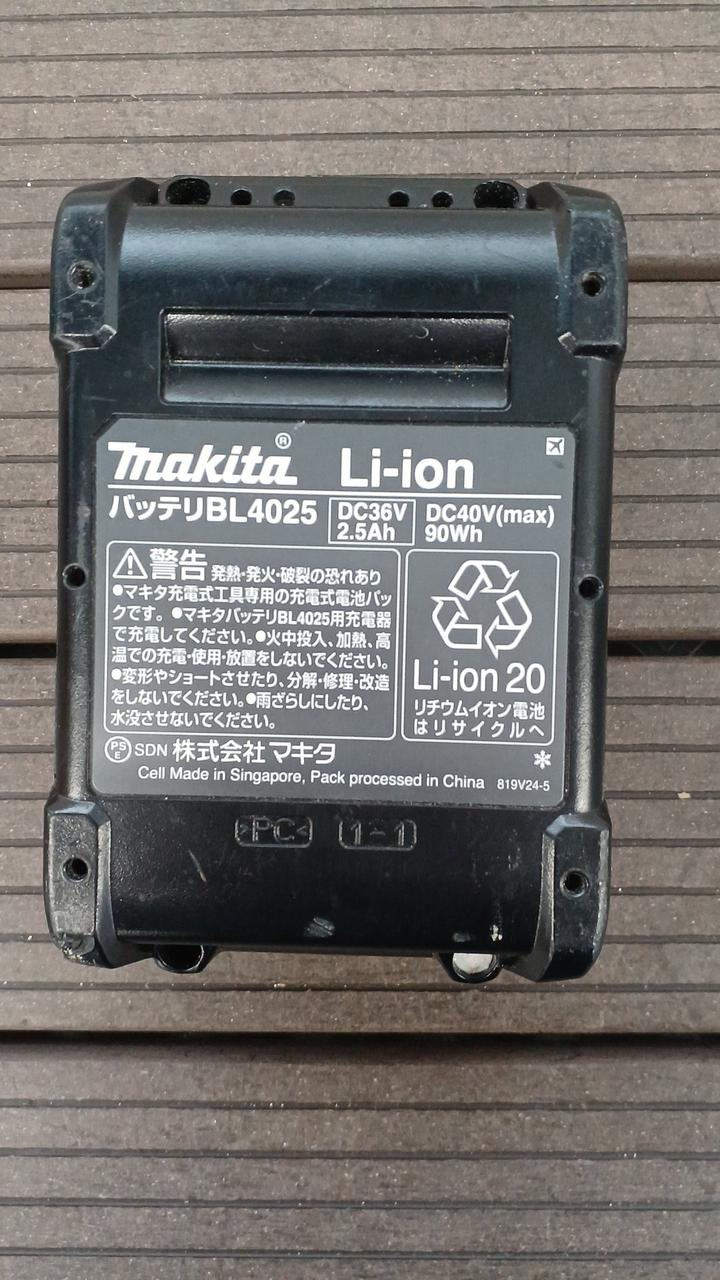 Makita® Li-ion
バッテリBL4025 DC36V 2.5Ah DC40V(max) 90Wh
警告 発熱・発火・破裂の恐れあり
●マキタ充電式工具専用の充電式電池パッ
クです。●マキタバッテリBL4025用充電器
で充電してください。●火中投入、加熱、高
温での充電・使用・放置をしないでください。
●変形やショートさせたり、分解・修理・改造
をしないでください。●雨ざらしにしたり、
水没させないでください。
Li-ion 20
リチウムイオン電池
はリサイクルへ
PSE SDN 株式会社 マキタ
Cell Made in Singapore, Pack processed in China 819V24-5
>PC< 1-1